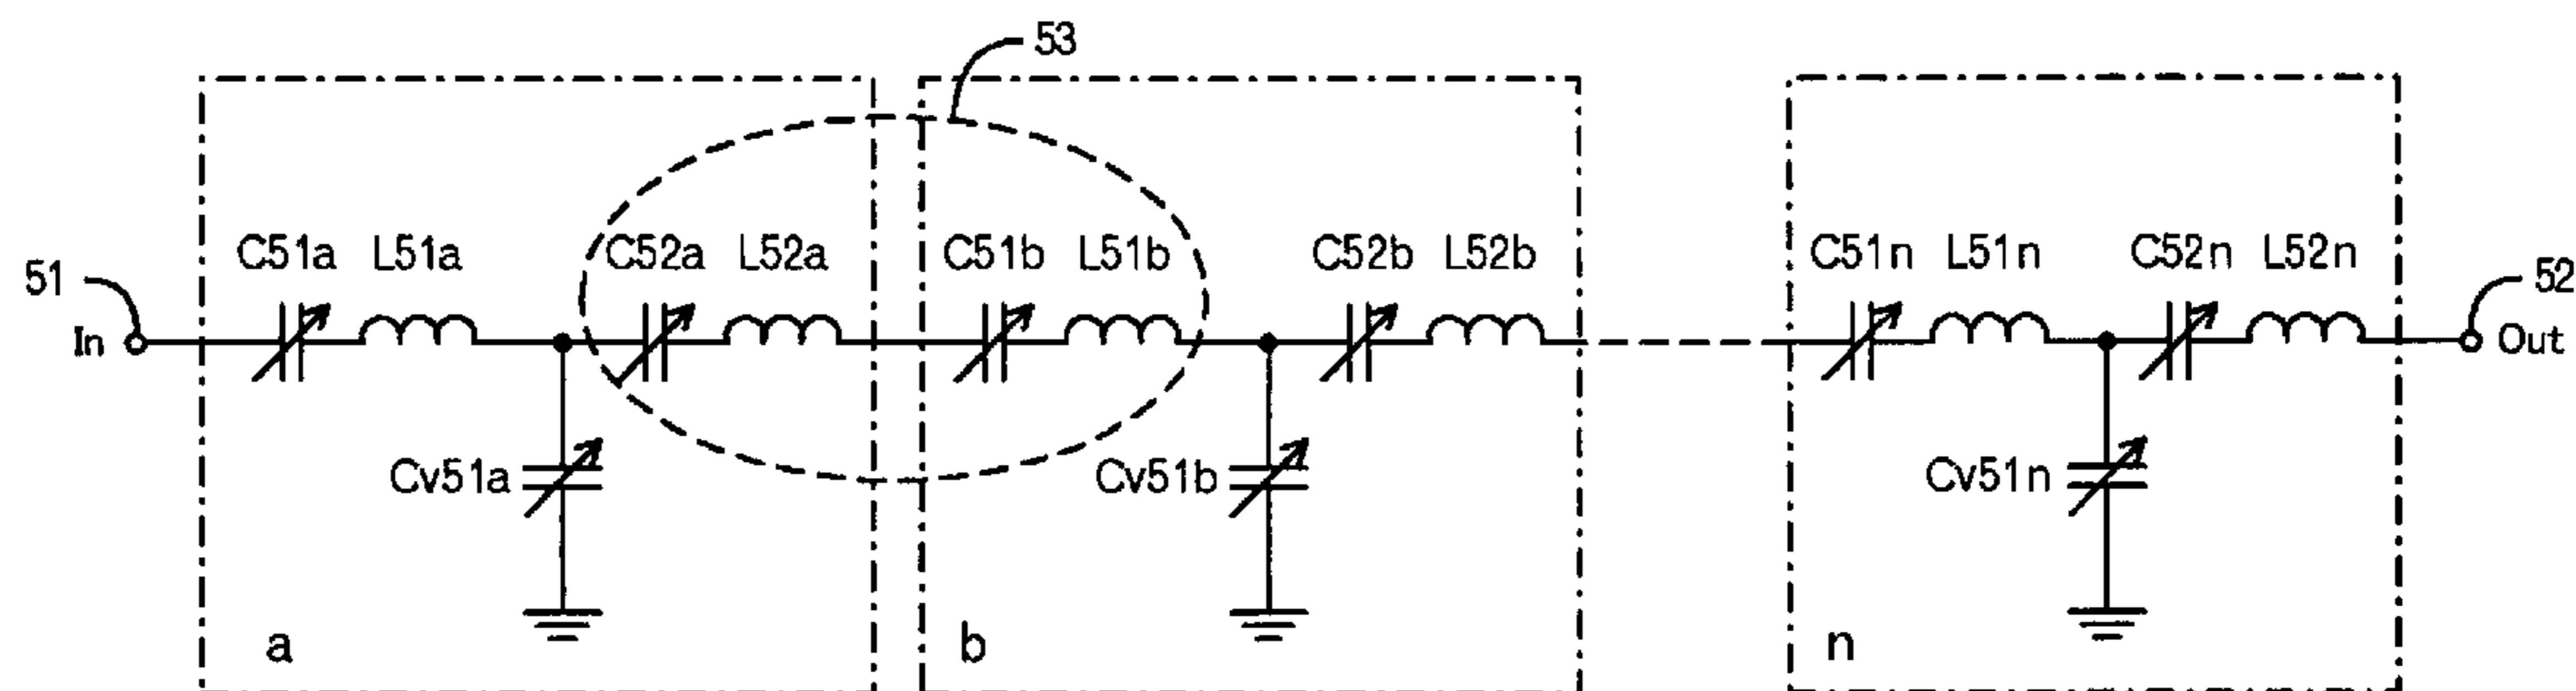 53
C51a L51a C52a L52a C51b L51b C52b L52b C51n L51n C52n L52n
51 52
In Out
Cv51a Cv51b Cv51n
a b n